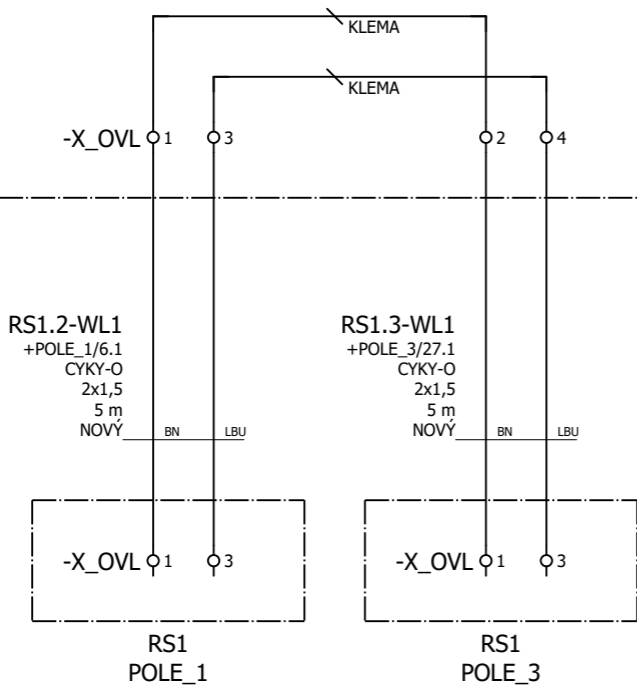 KLEMA
KLEMA
-X_OVL 1 3 2 4
RS1.2-WL1
+POLE_1/6.1
CYKY-O
2x1,5
5 m
NOVÝ BN LBU
RS1.3-WL1
+POLE_3/27.1
CYKY-O
2x1,5
5 m
NOVÝ BN LBU
-X_OVL 1 3
RS1
POLE_1
-X_OVL 1 3
RS1
POLE_3